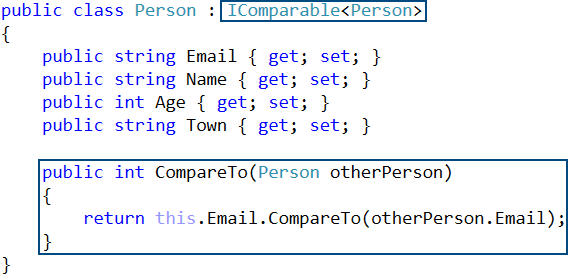 public class Person : IComparable<Person>
{
public string Email { get; set; }
public string Name { get; set; }
public int Age { get; set; }
public string Town { get; set; }
public int CompareTo(Person otherPerson)
{
return this.Email.CompareTo(otherPerson.Email);
}
}